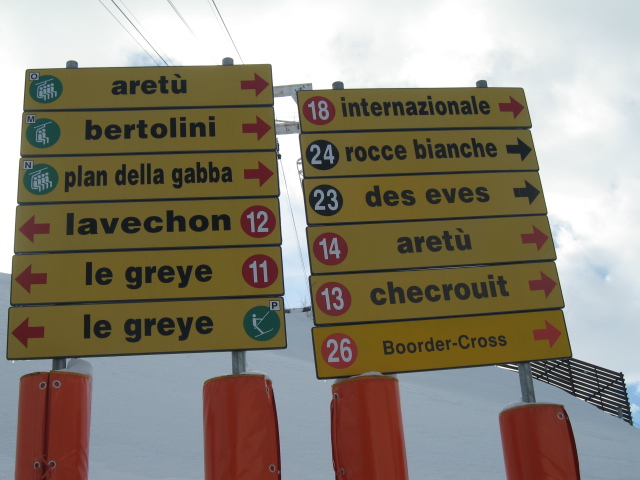 O aretù
M bertolini
N plan della gabba
lavechon 12
le greye 11
le greye P
18 internazionale
24 rocce bianche
23 des eves
14 aretù
13 checrouit
26 Boorder-Cross